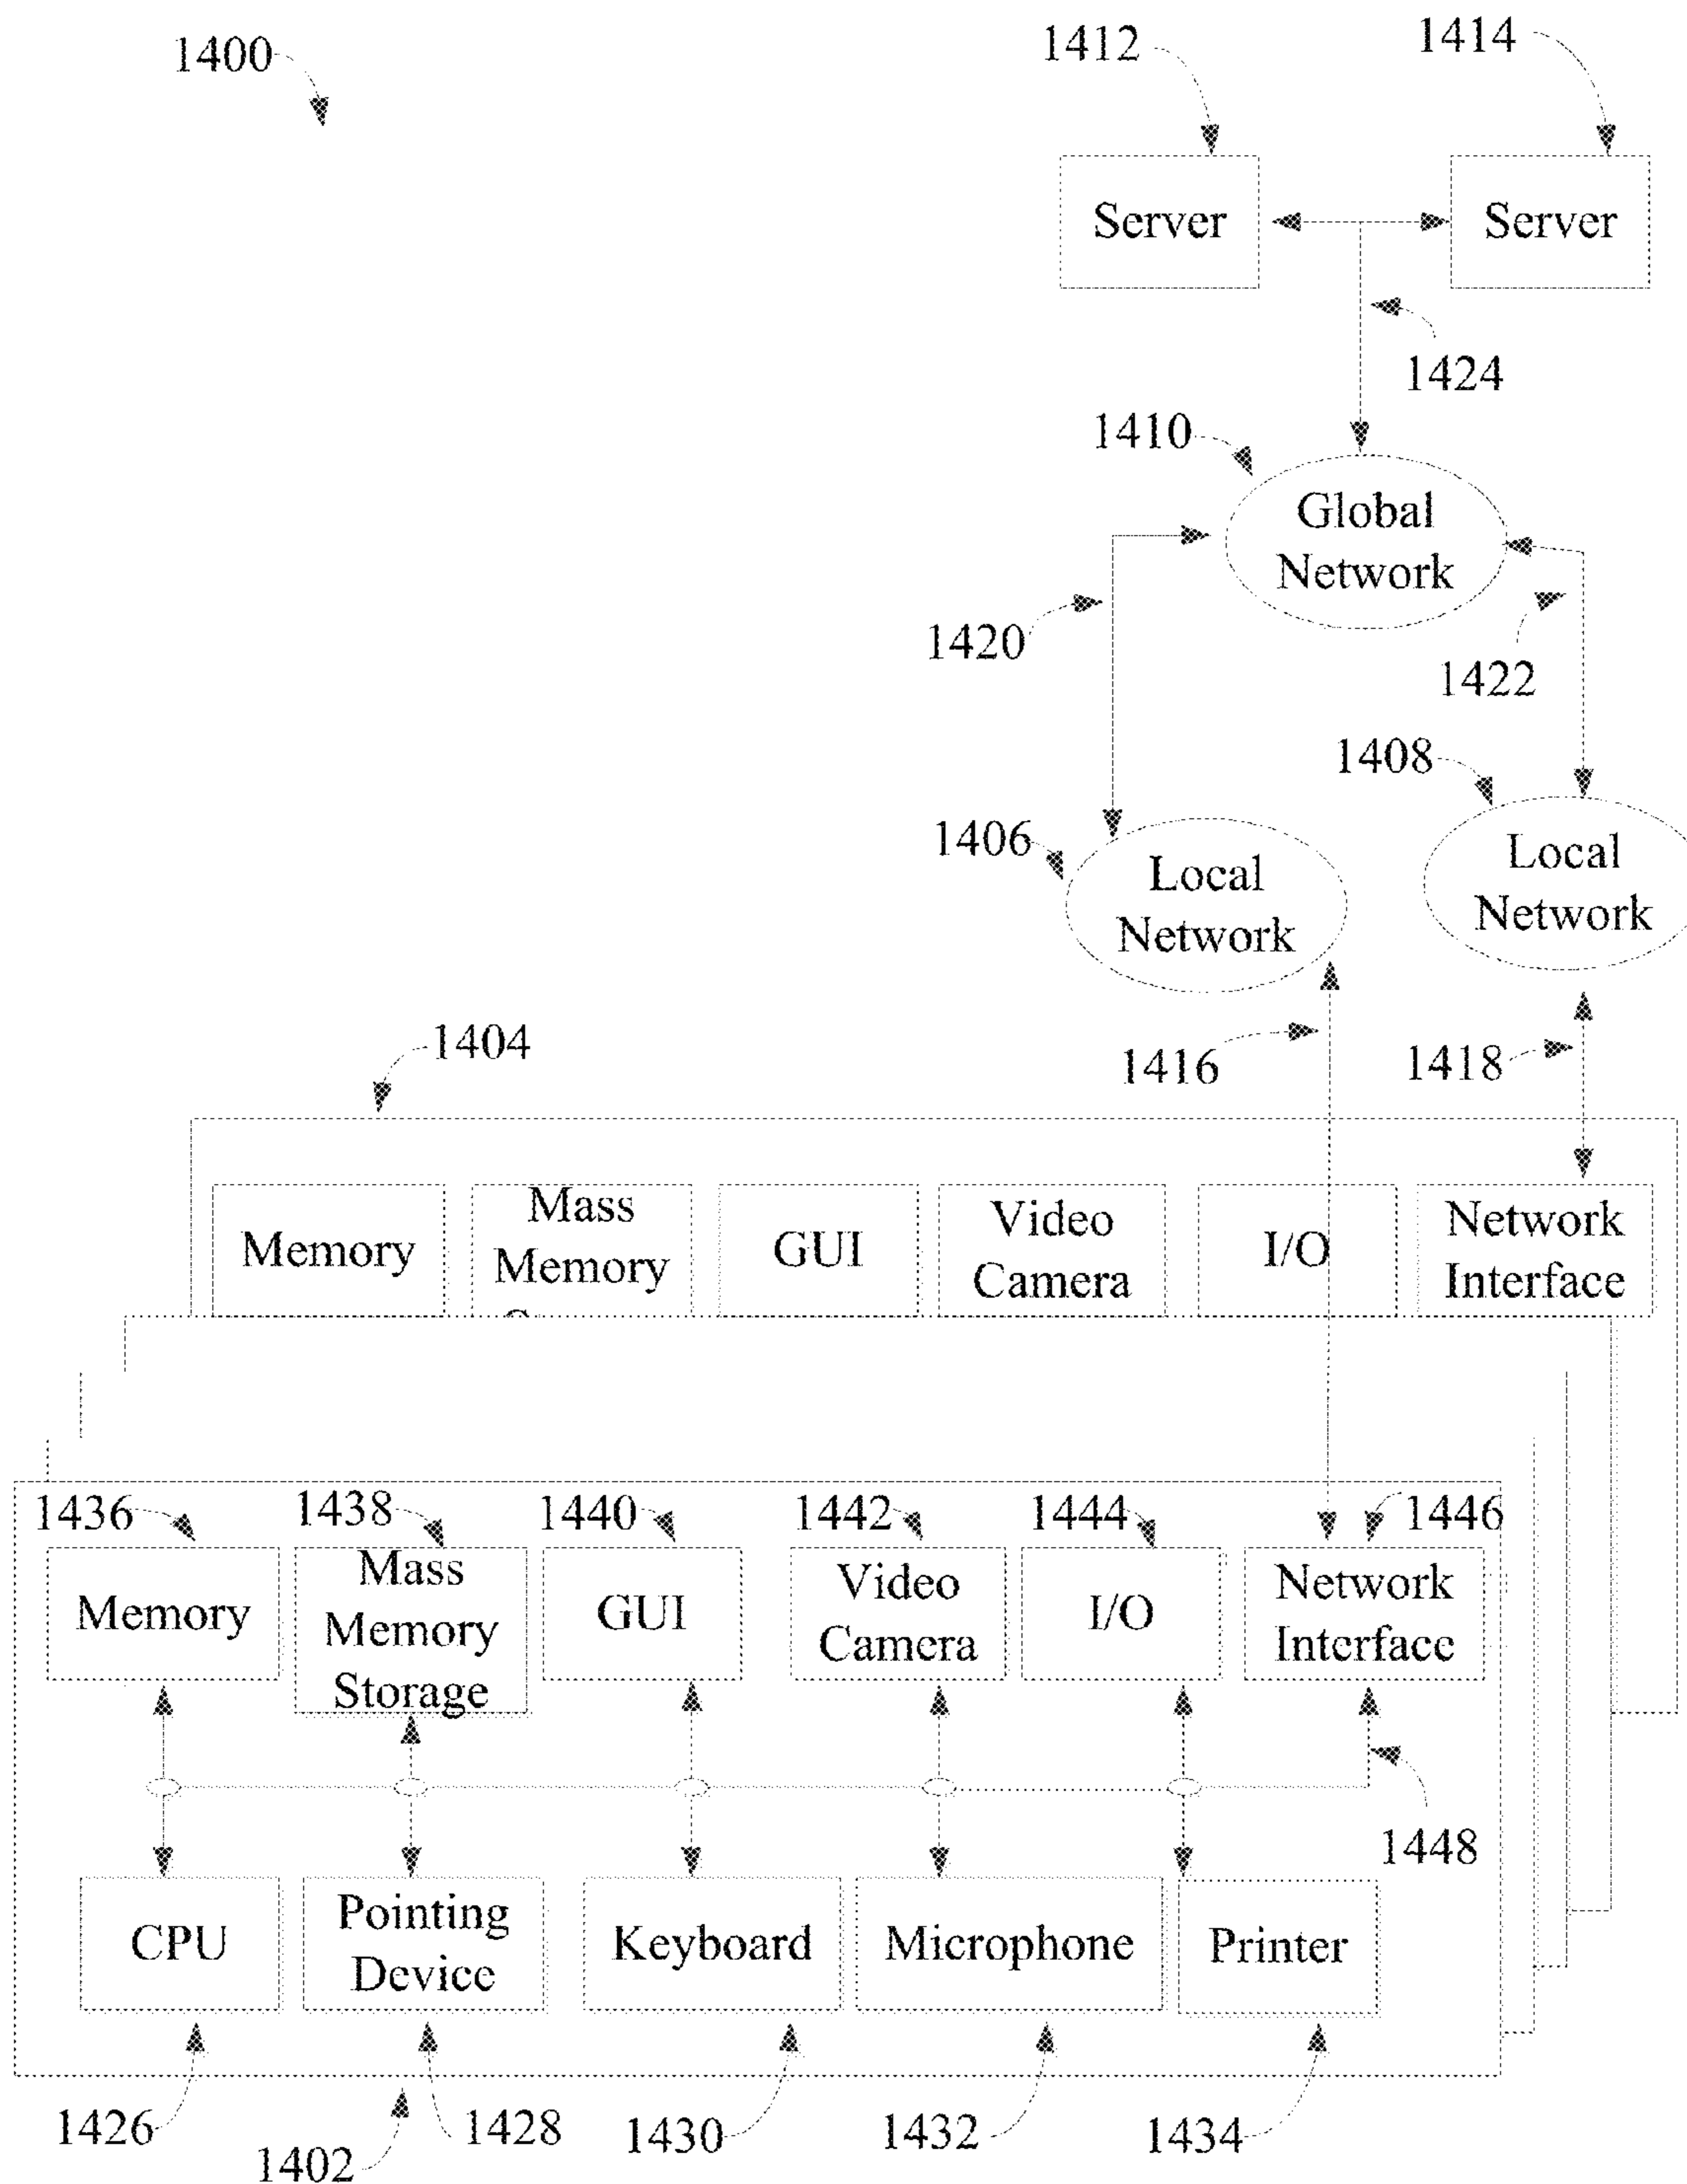 1400
1412
1414
Server
Server
1424
1410
Global
Network
1420
1422
1408
1406
Local
Network
Local
Network
1404
1416
1418
Memory
Mass
Memory
GUI
Video
Camera
I/O
Network
Interface
1436
1438
1440
1442
1444
1446
Memory
Mass
Memory
Storage
GUI
Video
Camera
I/O
Network
Interface
1448
CPU
Pointing
Device
Keyboard
Microphone
Printer
1426
1402
1428
1430
1432
1434